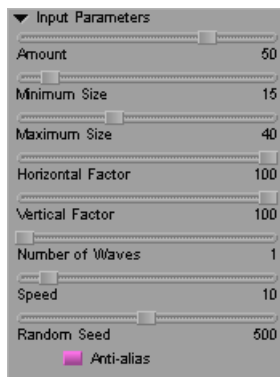 Input Parameters
Amount 50
Minimum Size 15
Maximum Size 40
Horizontal Factor 100
Vertical Factor 100
Number of Waves 1
Speed 10
Random Seed 500
Anti-alias